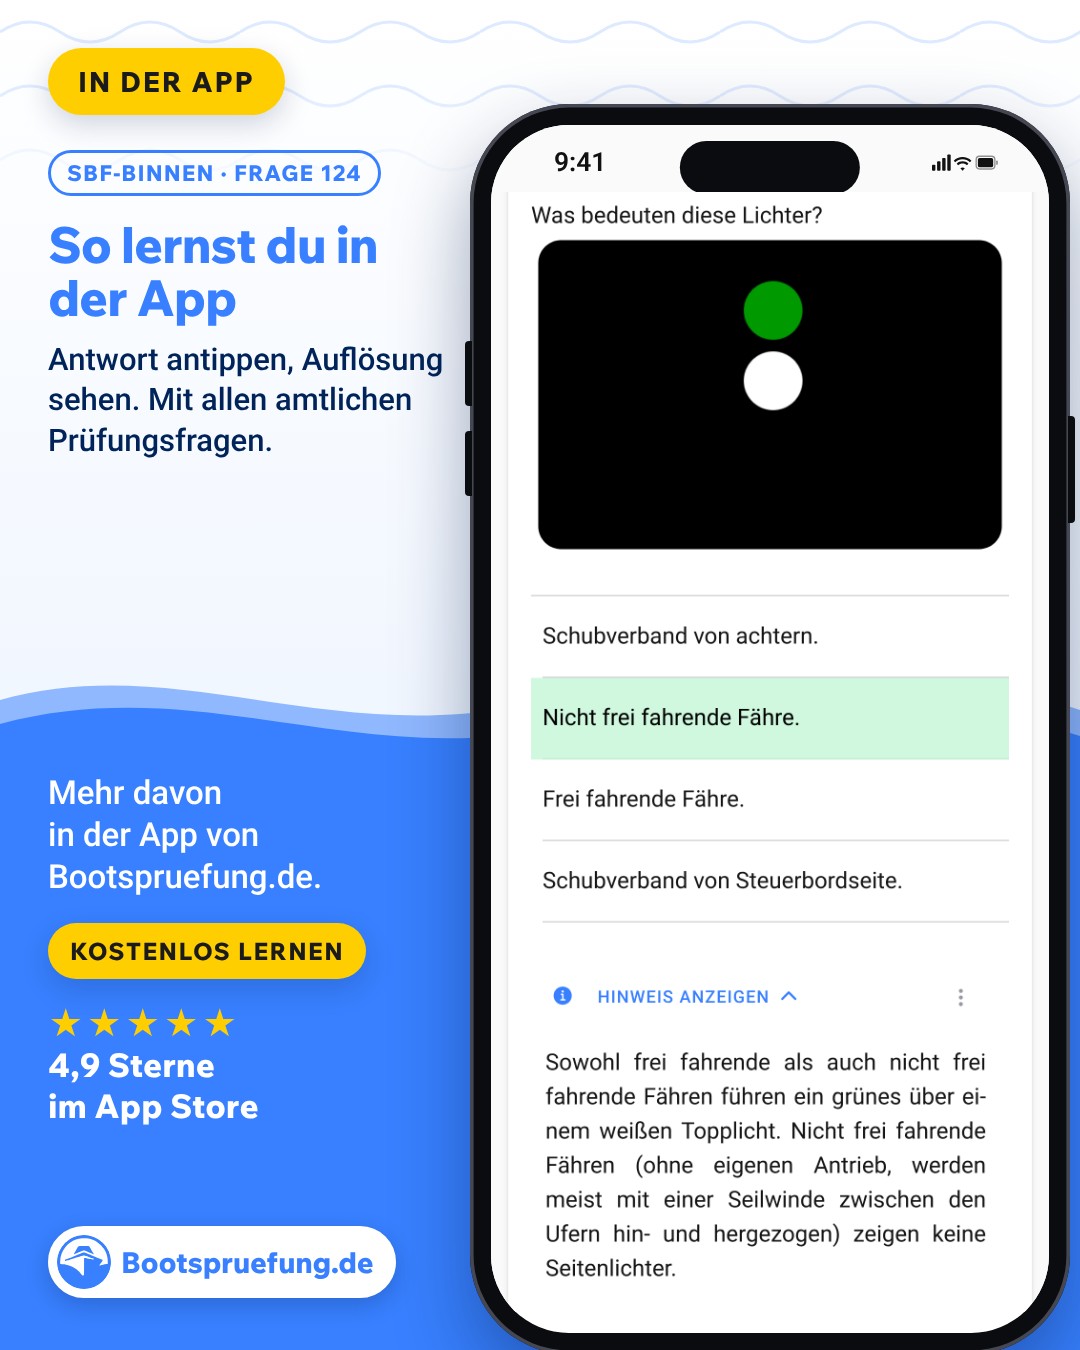 IN DER APP
SBF-BINNEN · FRAGE 124
So lernst du in
der App
Antwort antippen, Auflösung
sehen. Mit allen amtlichen
Prüfungsfragen.
9:41
Was bedeuten diese Lichter?
Schubverband von achtern.
Nicht frei fahrende Fähre.
Frei fahrende Fähre.
Schubverband von Steuerbordseite.
HINWEIS ANZEIGEN
Sowohl frei fahrende als auch nicht frei
fahrende Fähren führen ein grünes über ei-
nem weißen Topplicht. Nicht frei fahrende
Fähren (ohne eigenen Antrieb, werden
meist mit einer Seilwinde zwischen den
Ufern hin- und hergezogen) zeigen keine
Seitenlichter.
Mehr davon
in der App von
Bootspruefung.de.
KOSTENLOS LERNEN
4,9 Sterne
im App Store
Bootspruefung.de